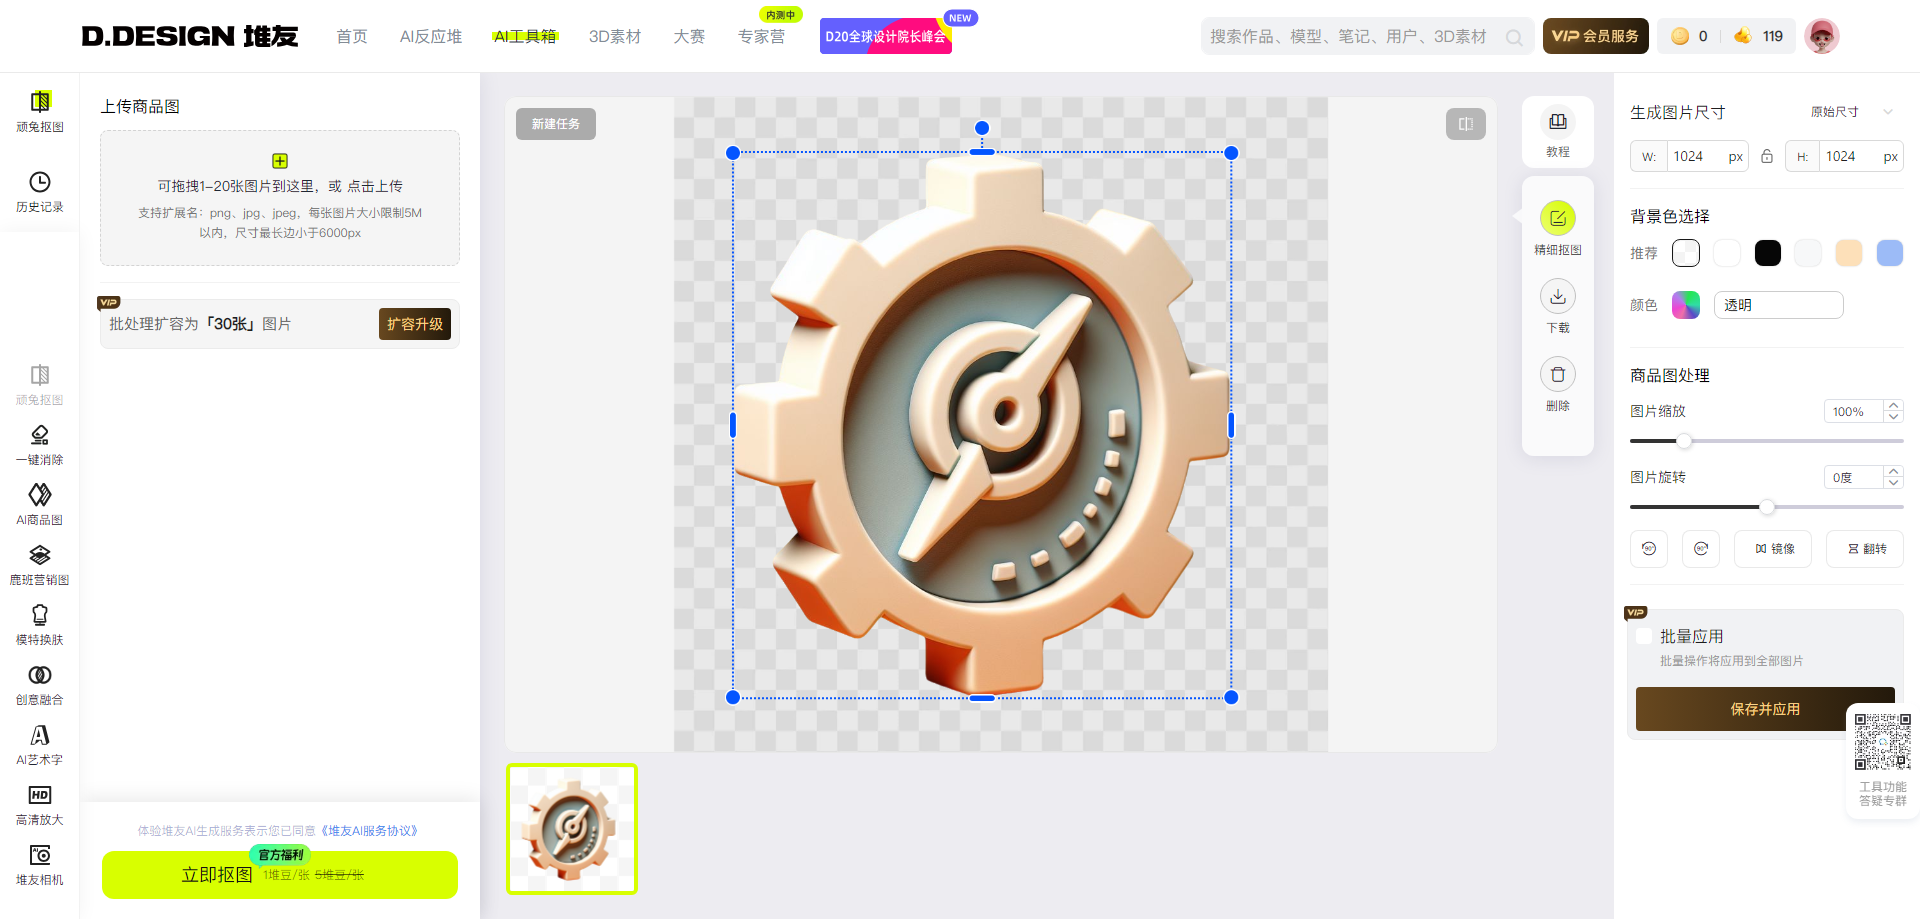 D.DESIGN 堆友
首页
AI反应堆
AI工具箱
3D素材
大赛
专家营
内测中
D20全球设计院长峰会
NEW
搜索作品、模型、笔记、用户、3D素材
VIP 会员服务
0
119
顽兔抠图
历史记录
顽兔抠图
一键消除
AI商品图
鹿班营销图
模特换肤
创意融合
AI艺术字
高清放大
堆友相机
HD
AI
上传商品图
可拖拽1-20张图片到这里，或 点击上传
支持扩展名：png、jpg、jpeg，每张图片大小限制5M
以内，尺寸最长边小于6000px
VIP
批处理扩容为「30张」图片
扩容升级
体验堆友AI生成服务表示您已同意《堆友AI服务协议》
官方福利
立即抠图 1堆豆/张 5堆豆/张
新建任务
教程
精细抠图
下载
删除
生成图片尺寸
原始尺寸
W: 1024 px
H: 1024 px
背景色选择
推荐
颜色
透明
商品图处理
图片缩放
100%
图片旋转
0度
90°
90°
镜像
翻转
VIP
批量应用
批量操作将应用到全部图片
保存并应用
工具功能
答疑专群